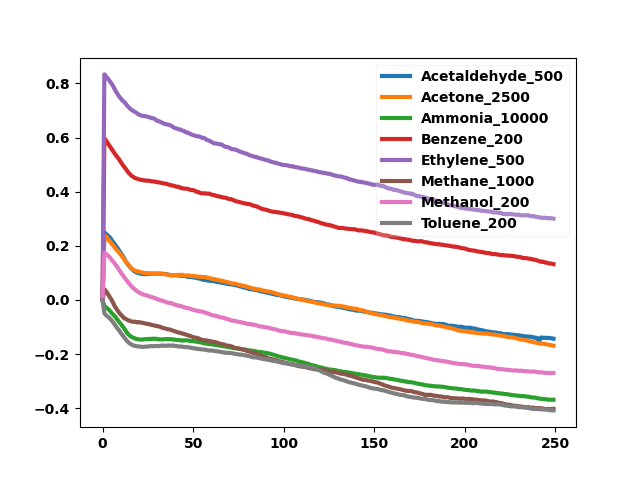 Acetaldehyde_500
Acetone_2500
Ammonia_10000
Benzene_200
Ethylene_500
Methane_1000
Methanol_200
Toluene_200
0.8
0.6
0.4
0.2
0.0
−0.2
−0.4
0 50 100 150 200 250